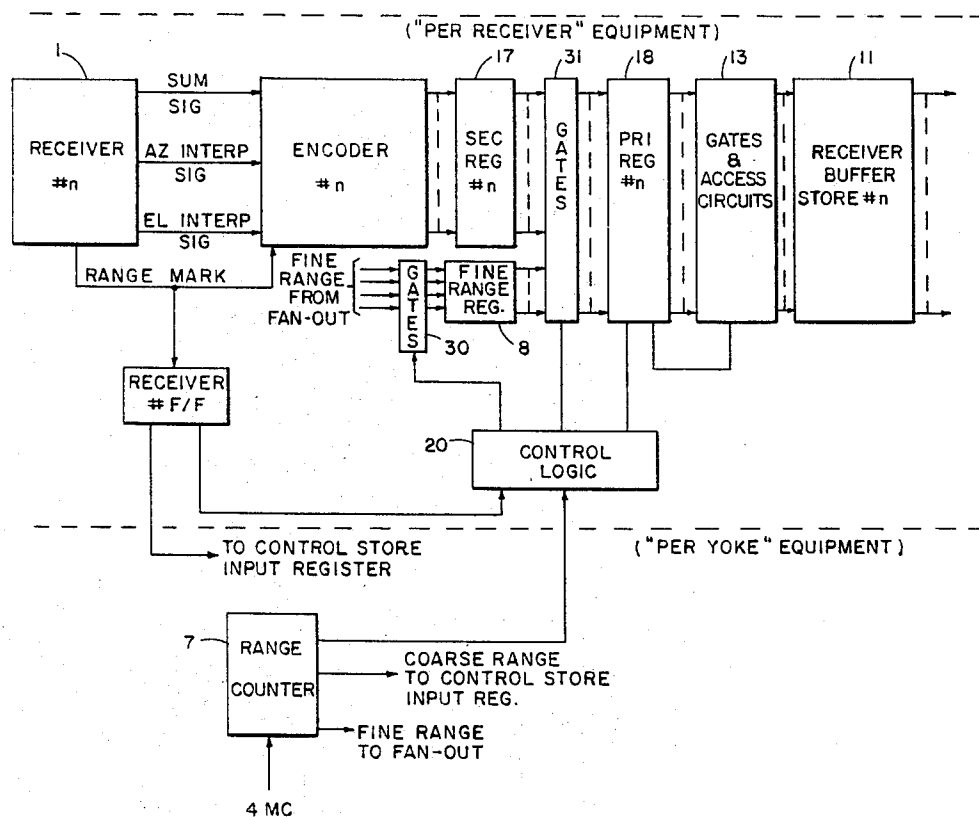 ("PER RECEIVER" EQUIPMENT)
1
17
31
18
13
11
RECEIVER
#n
SUM
SIG
AZ INTERP
SIG
EL INTERP
SIG
RANGE MARK
ENCODER
#n
SEC
REG
#n
GATES
PRI
REG
#n
GATES
&
ACCESS
CIRCUITS
RECEIVER
BUFFER
STORE #n
FINE
RANGE
FROM
FAN-OUT
GATES
30
FINE
RANGE
REG.
8
RECEIVER
# F/F
20
CONTROL
LOGIC
TO CONTROL STORE
INPUT REGISTER
("PER YOKE" EQUIPMENT)
7
RANGE
COUNTER
COARSE RANGE
TO CONTROL STORE
INPUT REG.
FINE RANGE
TO FAN-OUT
4 MC